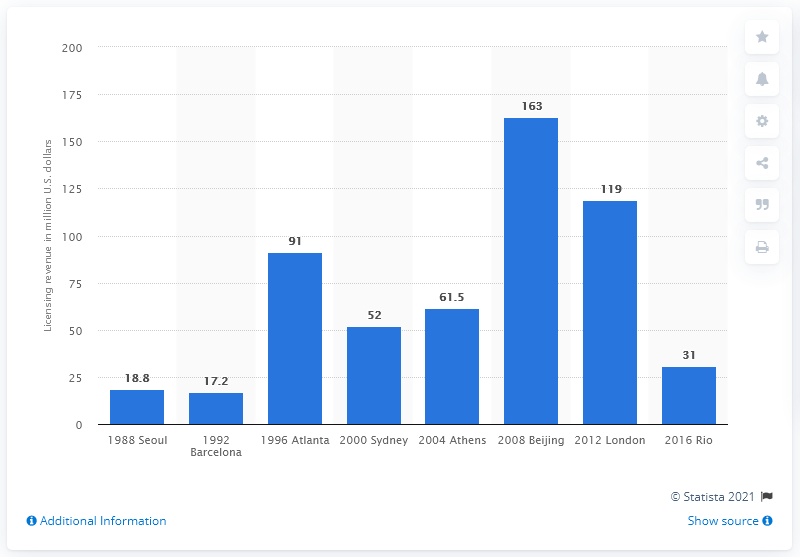 200
175
150
125
100
75
50
25
0
Licensing revenue in million U.S. dollars
18.8
17.2
91
52
61.5
163
119
31
1988 Seoul
1992
Barcelona
1996 Atlanta
2000 Sydney
2004 Athens
2008 Beijing
2012 London
2016 Rio
© Statista 2021
Additional Information
Show source